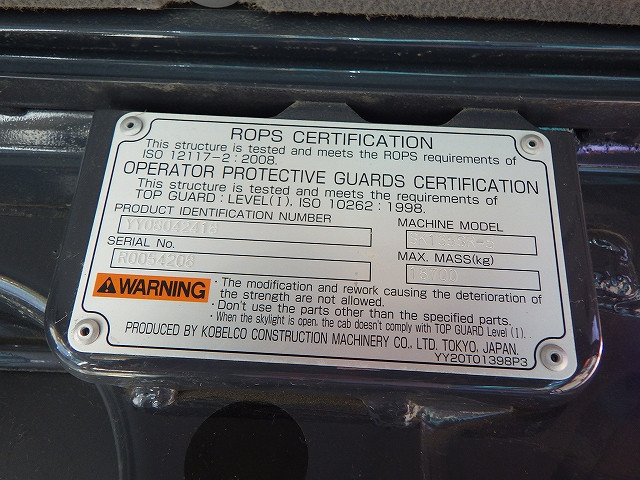 ROPS CERTIFICATION
This structure is tested and meets the ROPS requirements of
ISO 12117-2 : 2008.
OPERATOR PROTECTIVE GUARDS CERTIFICATION
This structure is tested and meets the requirements of
TOP GUARD : LEVEL(I), ISO 10262 : 1998.
PRODUCT IDENTIFICATION NUMBER
MACHINE MODEL
SERIAL No.
R0054208
MAX. MASS(kg)
WARNING
· The modification and rework causing the deterioration of
the strength are not allowed.
· Don't use the parts other than the specified parts.
· When the skylight is open, the cab doesn't comply with TOP GUARD Level (I).
PRODUCED BY KOBELCO CONSTRUCTION MACHINERY CO., LTD. TOKYO, JAPAN.
YY20T01398P3